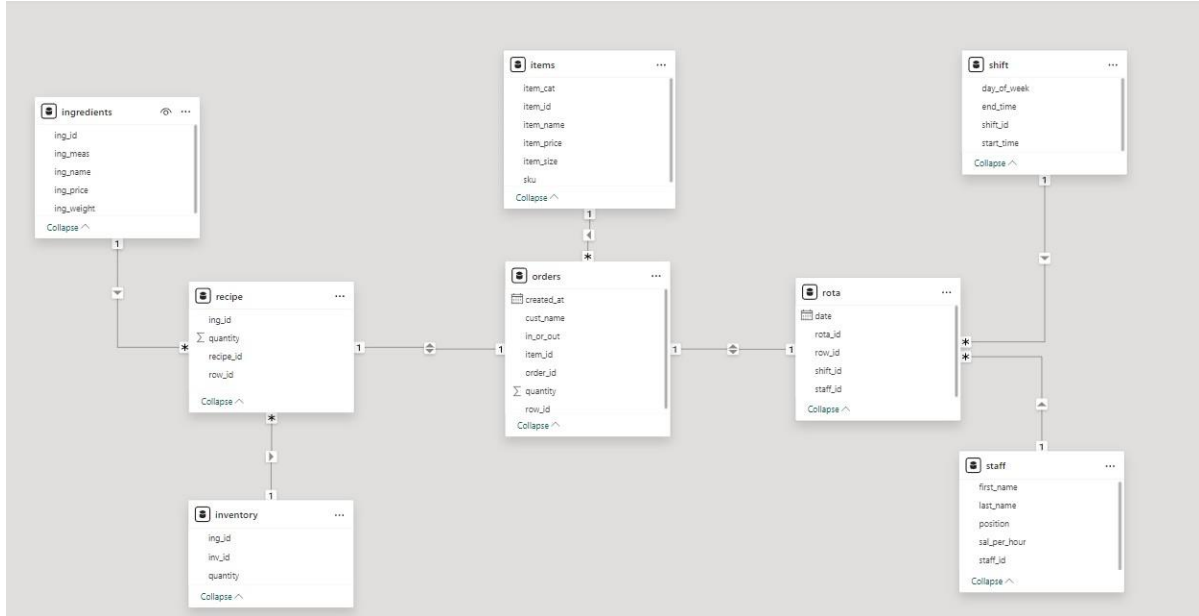 ingredients
ing_id
ing_meas
ing_name
ing_price
ing_weight
Collapse
1
*
recipe
ing_id
quantity
recipe_id
row_id
Collapse
1
*
1
inventory
ing_id
inv_id
quantity
Collapse
items
item_cat
item_id
item_name
item_price
item_size
sku
Collapse
1
*
orders
created_at
cust_name
in_or_out
item_id
order_id
quantity
row_id
Collapse
1
1
1
rota
date
rota_id
row_id
shift_id
staff_id
Collapse
*
*
shift
day_of_week
end_time
shift_id
start_time
Collapse
1
1
staff
first_name
last_name
position
sal_per_hour
staff_id
Collapse